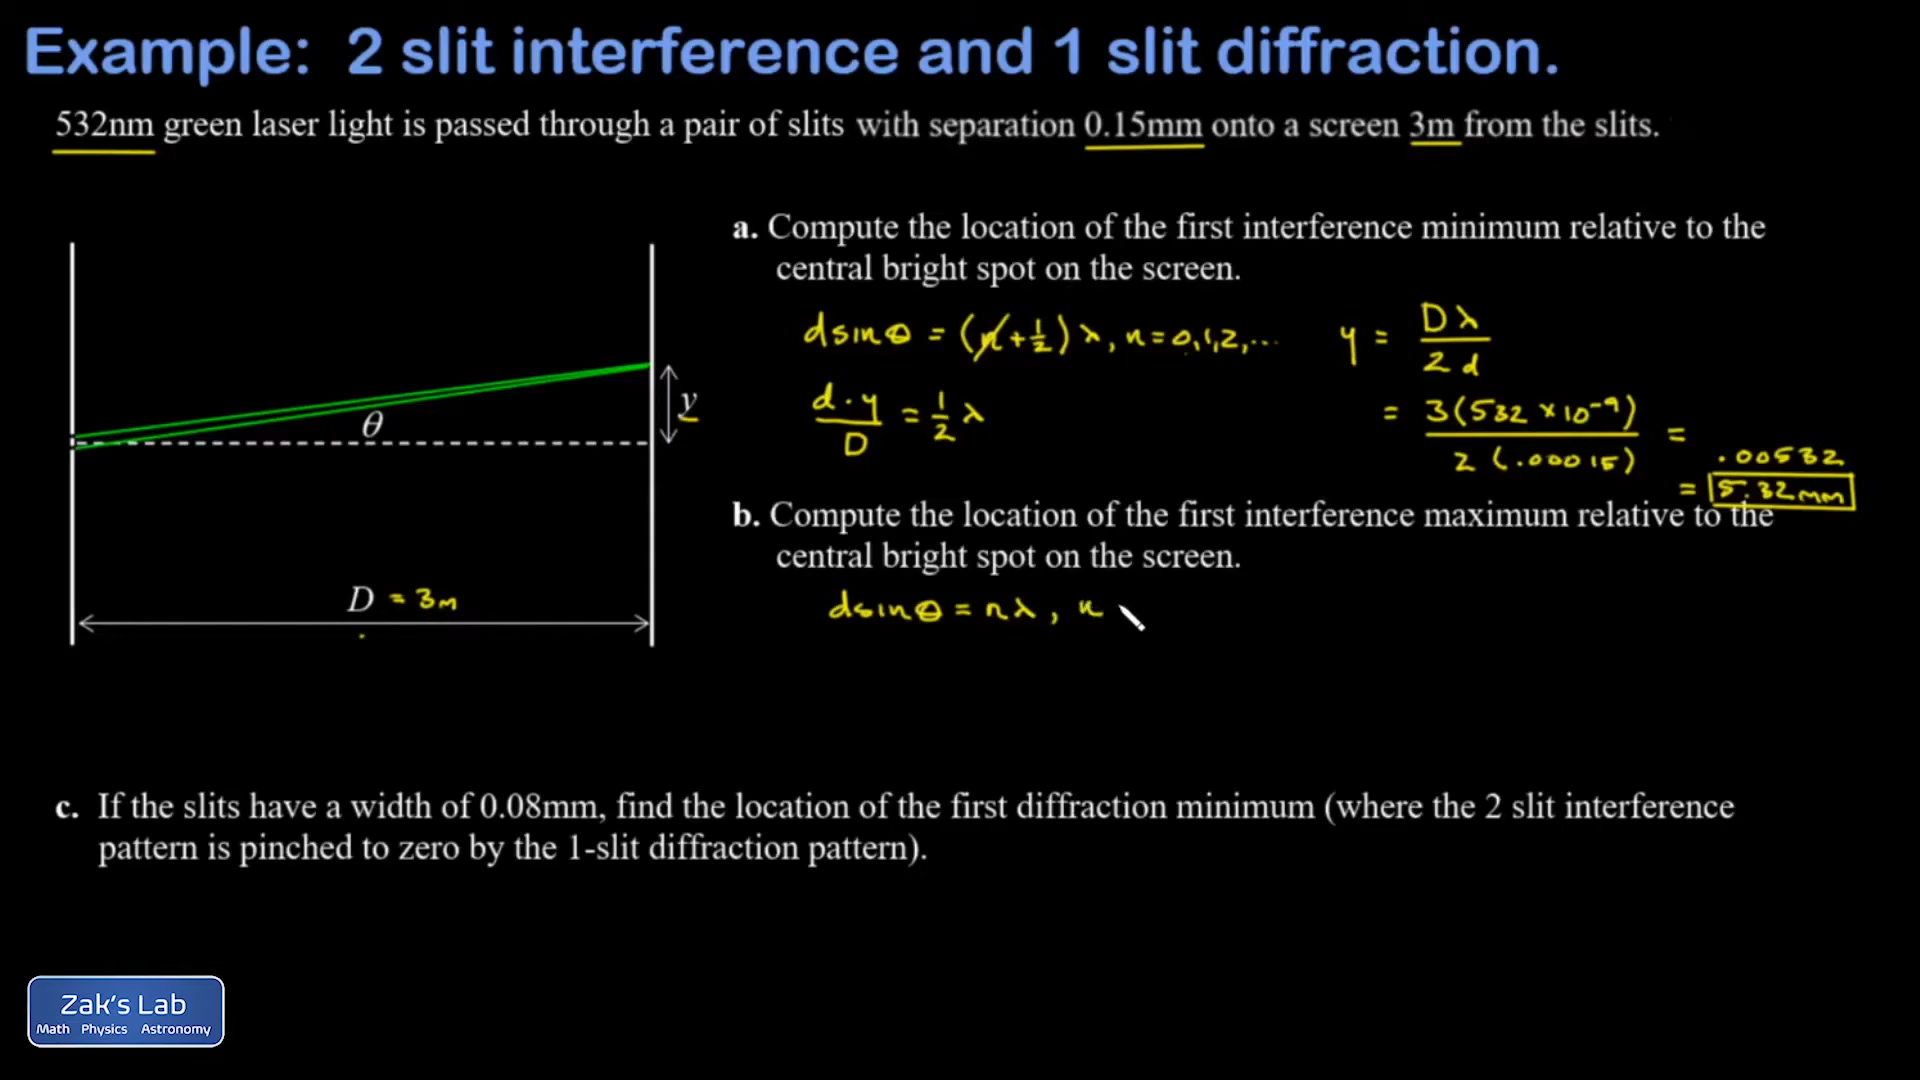 Example: 2 slit interference and 1 slit diffraction.
532nm green laser light is passed through a pair of slits with separation 0.15mm onto a screen 3m from the slits.
a. Compute the location of the first interference minimum relative to the
central bright spot on the screen.
dsinθ = (n + 1/2) λ, n = 0,1,2,...
d·y/D = 1/2 λ
y = Dλ/2d
= 3(532 × 10⁻⁹)/2(.00015) = .00532
= 5.32mm
θ
y
D = 3m
b. Compute the location of the first interference maximum relative to the
central bright spot on the screen.
dsinθ = nλ, n
c. If the slits have a width of 0.08mm, find the location of the first diffraction minimum (where the 2 slit interference
pattern is pinched to zero by the 1-slit diffraction pattern).
Zak's Lab
Math Physics Astronomy